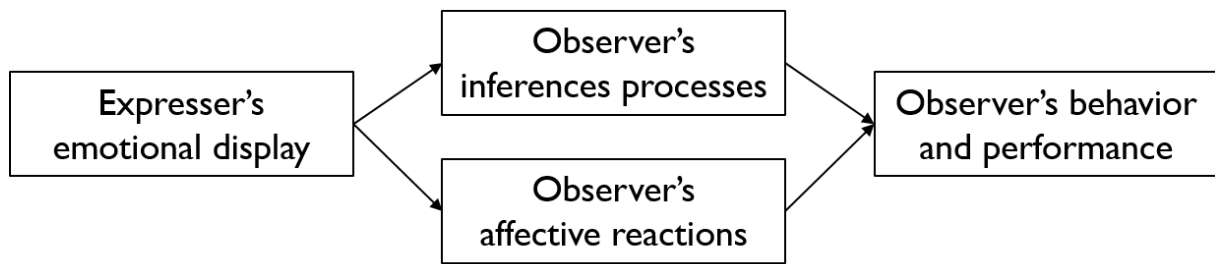 Expresser's
emotional display
Observer's
inferences processes
Observer's
affective reactions
Observer's behavior
and performance